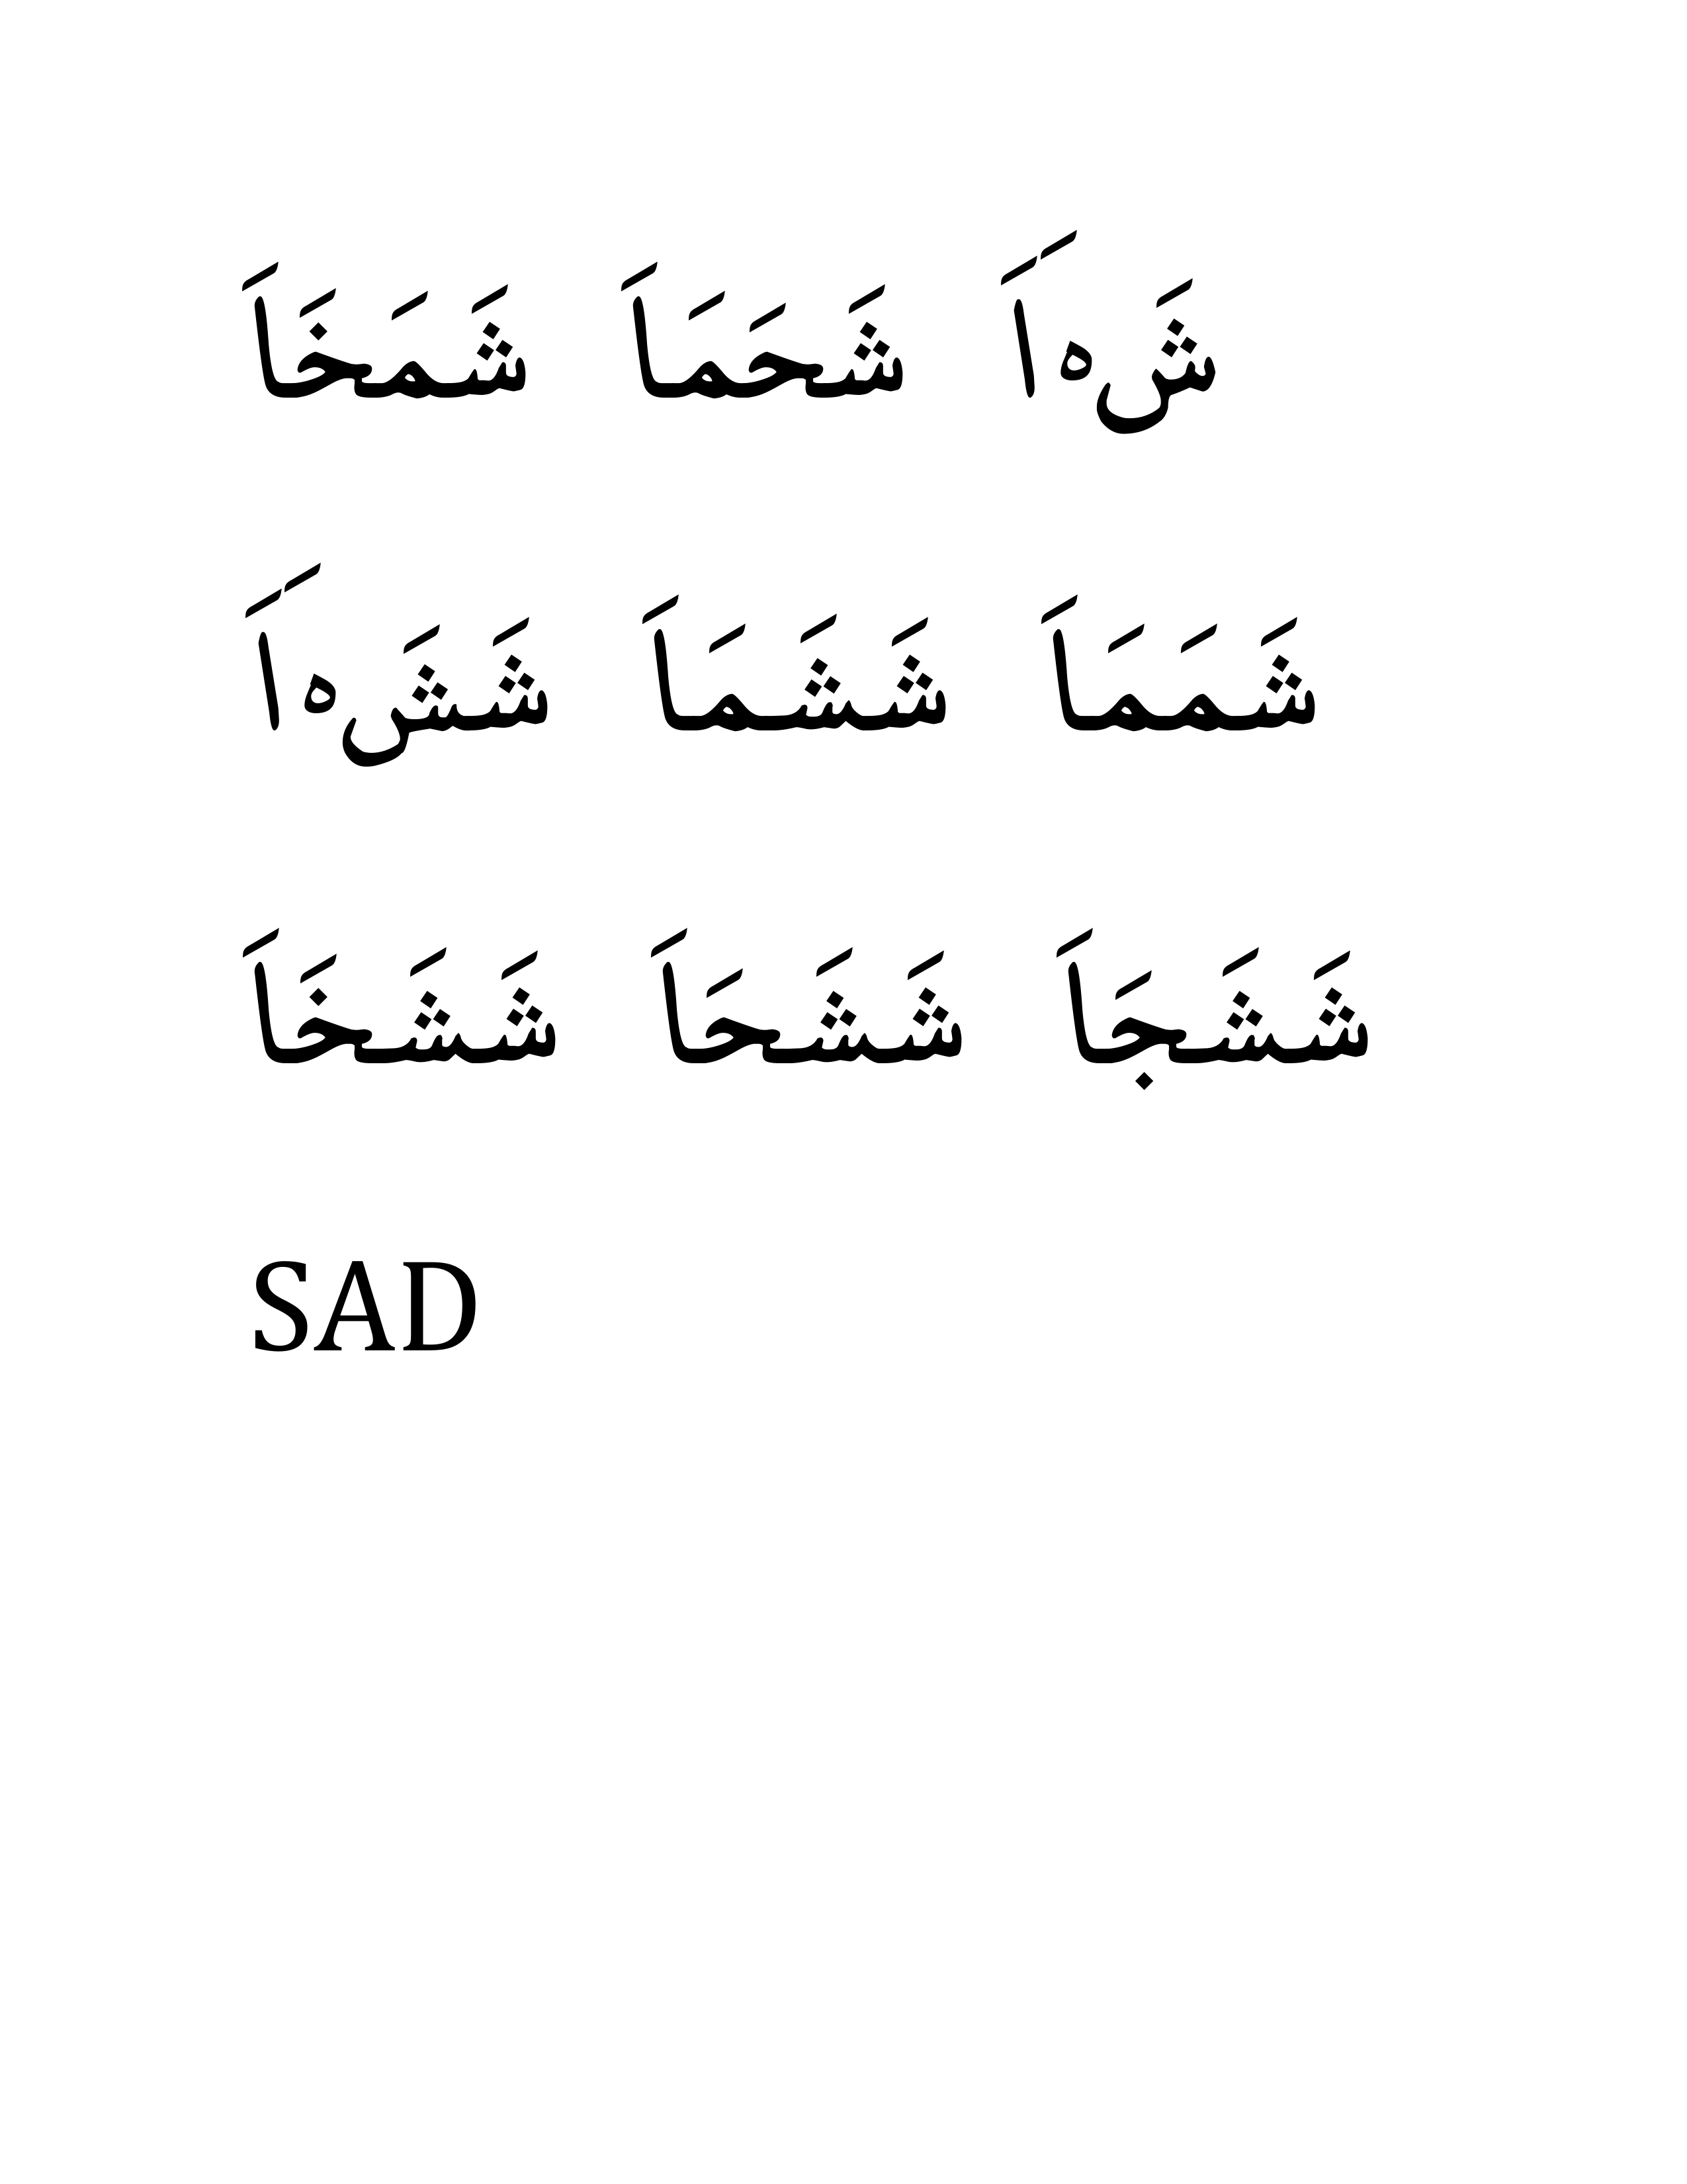 شَ‌ه‌اََ شَحَمَاَ شَمَخَاَ
شَمَمَاَ شَشَمَاَ شَشَ‌ه‌اََ
شَشَجَاَ شَشَحَاَ شَشَخَاَ
SAD